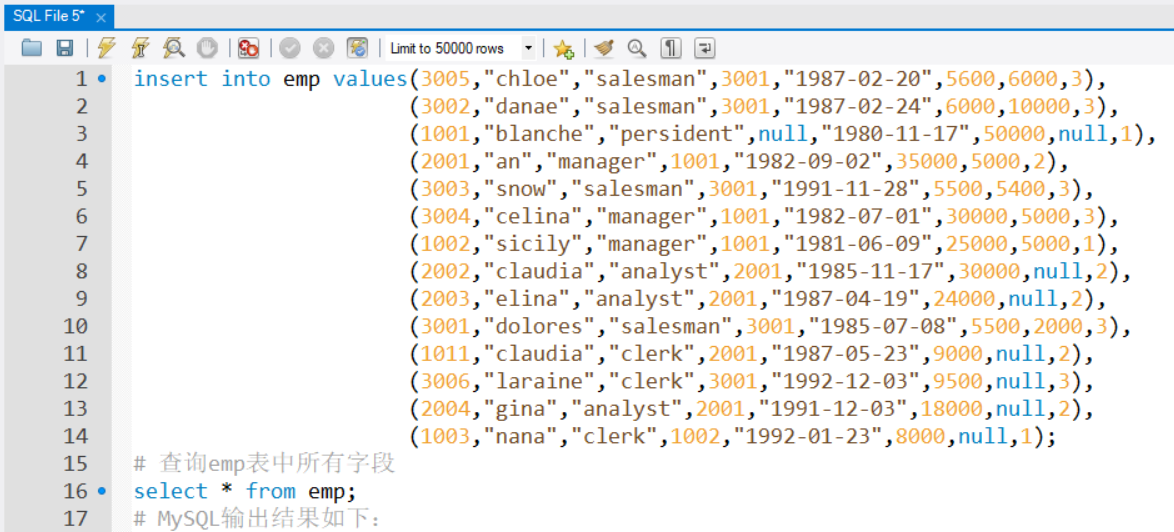 SQL File 5*
Limit to 50000 rows
1 insert into emp values(3005,"chloe","salesman",3001,"1987-02-20",5600,6000,3),
2 (3002,"danae","salesman",3001,"1987-02-24",6000,10000,3),
3 (1001,"blanche","persident",null,"1980-11-17",50000,null,1),
4 (2001,"an","manager",1001,"1982-09-02",35000,5000,2),
5 (3003,"snow","salesman",3001,"1991-11-28",5500,5400,3),
6 (3004,"celina","manager",1001,"1982-07-01",30000,5000,3),
7 (1002,"sicily","manager",1001,"1981-06-09",25000,5000,1),
8 (2002,"claudia","analyst",2001,"1985-11-17",30000,null,2),
9 (2003,"elina","analyst",2001,"1987-04-19",24000,null,2),
10 (3001,"dolores","salesman",3001,"1985-07-08",5500,2000,3),
11 (1011,"claudia","clerk",2001,"1987-05-23",9000,null,2),
12 (3006,"laraine","clerk",3001,"1992-12-03",9500,null,3),
13 (2004,"gina","analyst",2001,"1991-12-03",18000,null,2),
14 (1003,"nana","clerk",1002,"1992-01-23",8000,null,1);
15 # 查询emp表中所有字段
16 select * from emp;
17 # MySQL输出结果如下: